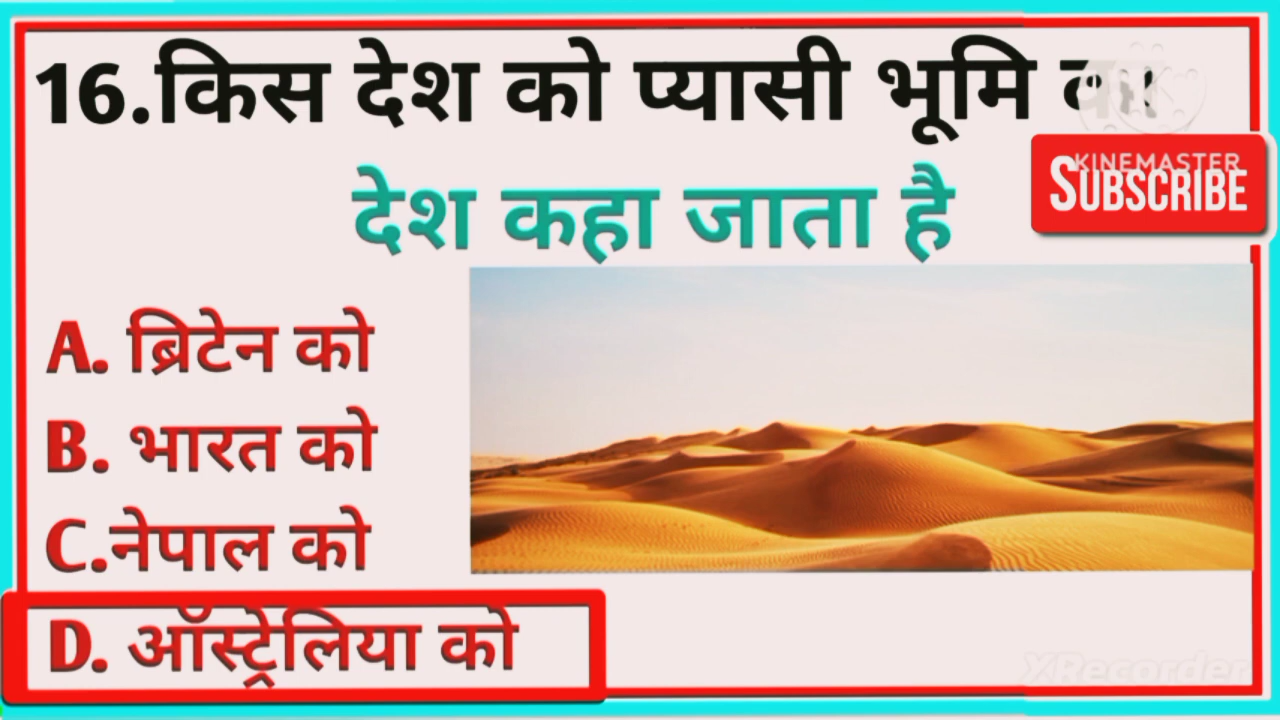 16.किस देश को प्यासी भूमि का
देश कहा जाता है
KINEMASTER
SUBSCRIBE
A. ब्रिटेन को
B. भारत को
C.नेपाल को
D. ऑस्ट्रेलिया को
XRecorder